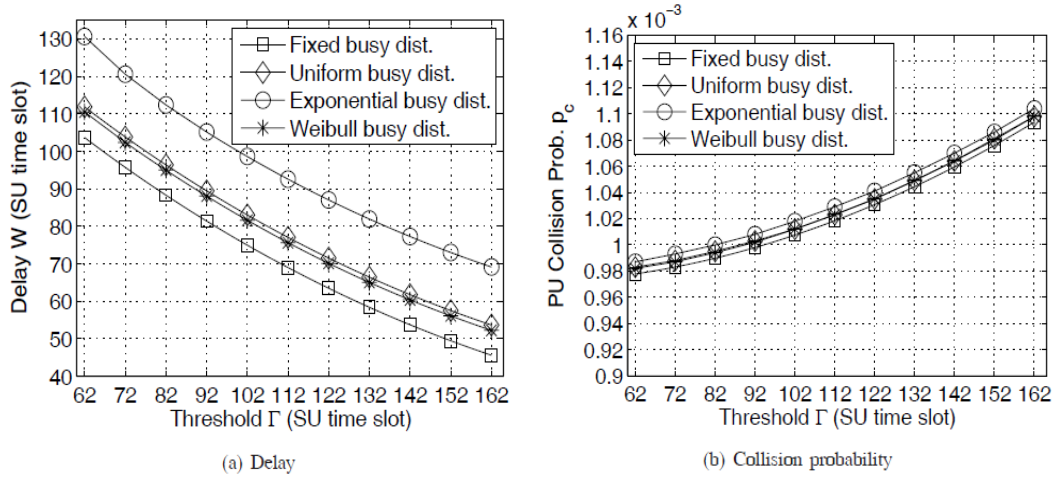 130
120
110
100
90
80
70
60
50
40
Delay W (SU time slot)
Fixed busy dist.
Uniform busy dist.
Exponential busy dist.
Weibull busy dist.
62 72 82 92 102 112 122 132 142 152 162
Threshold Γ (SU time slot)
(a) Delay
x 10⁻³
1.16
1.14
1.12
1.1
1.08
1.06
1.04
1.02
1
0.98
0.96
0.94
0.92
0.9
PU Collision Prob. p_c
Fixed busy dist.
Uniform busy dist.
Exponential busy dist.
Weibull busy dist.
62 72 82 92 102 112 122 132 142 152 162
Threshold Γ (SU time slot)
(b) Collision probability